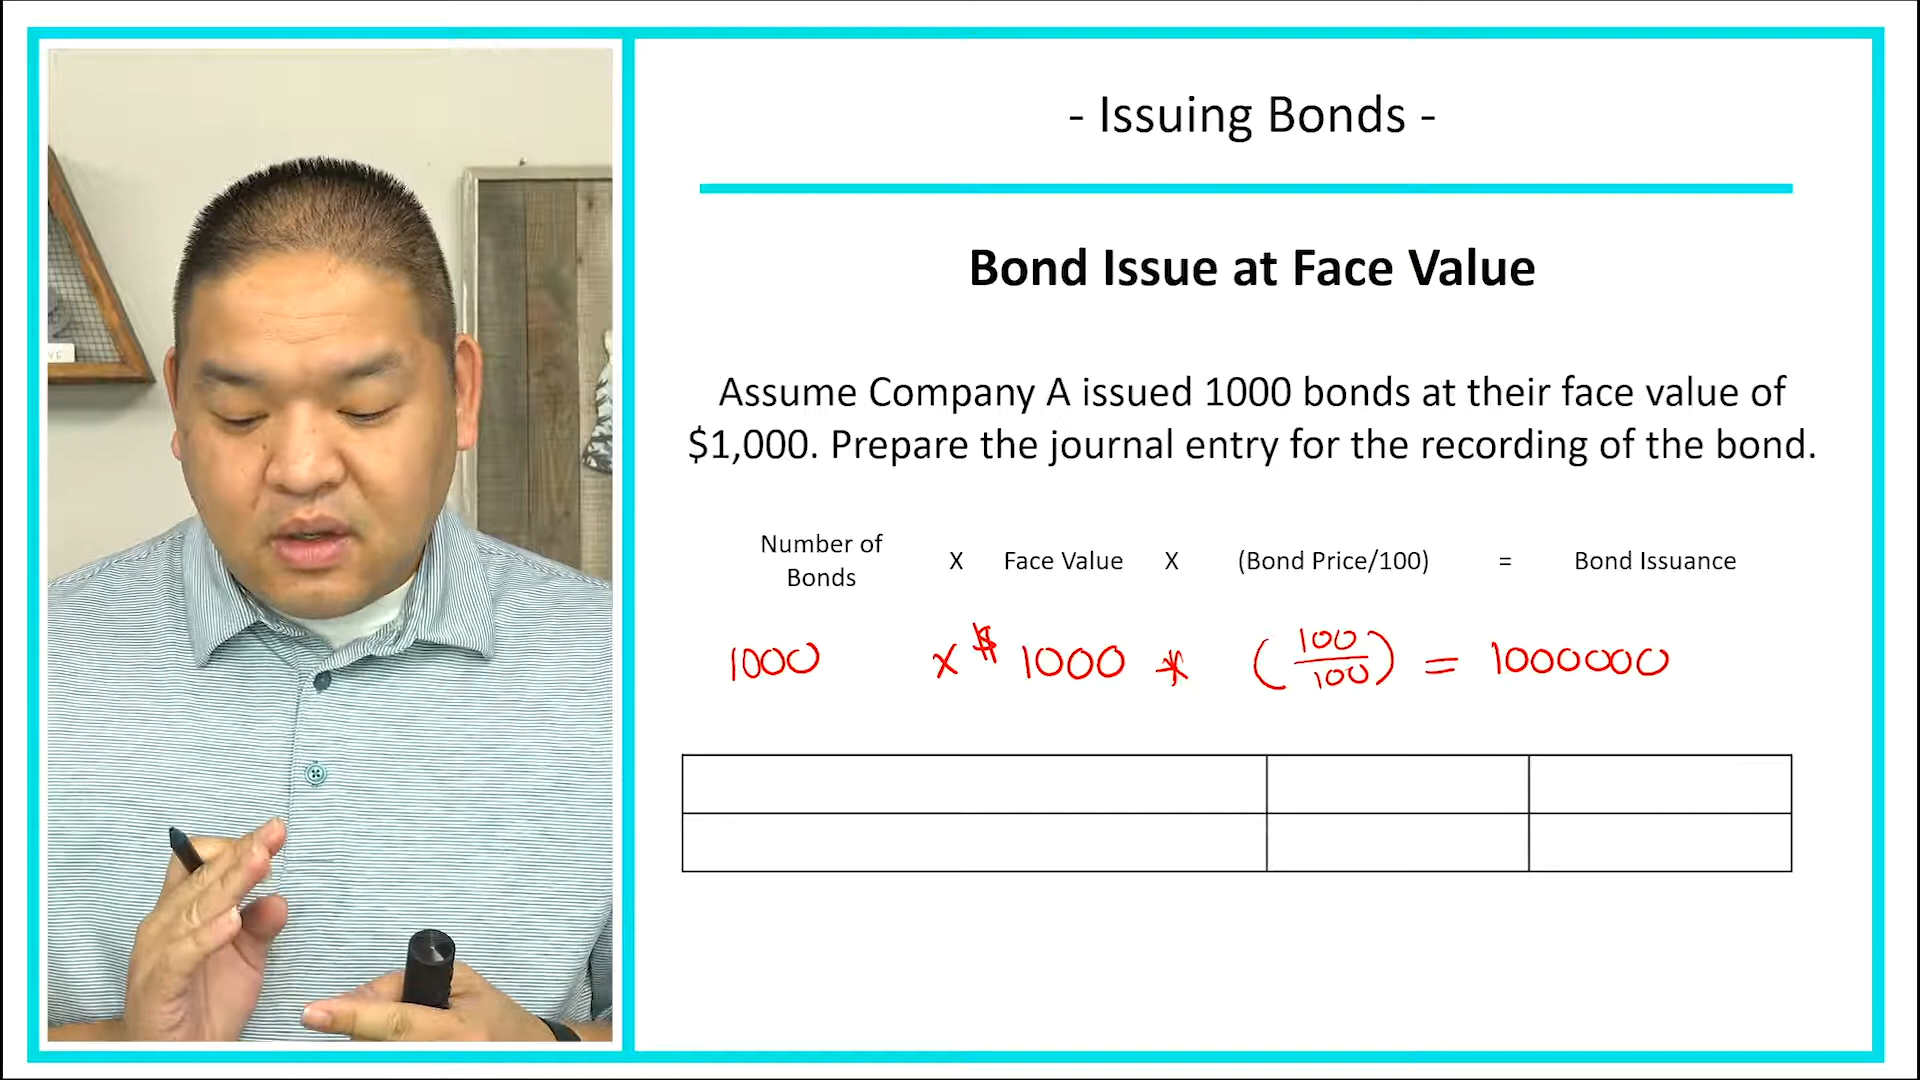 - Issuing Bonds -
Bond Issue at Face Value
Assume Company A issued 1000 bonds at their face value of
$1,000. Prepare the journal entry for the recording of the bond.
Number of
Bonds
X Face Value X (Bond Price/100) = Bond Issuance
1000 x $ 1000 * (100/100) = 1000000